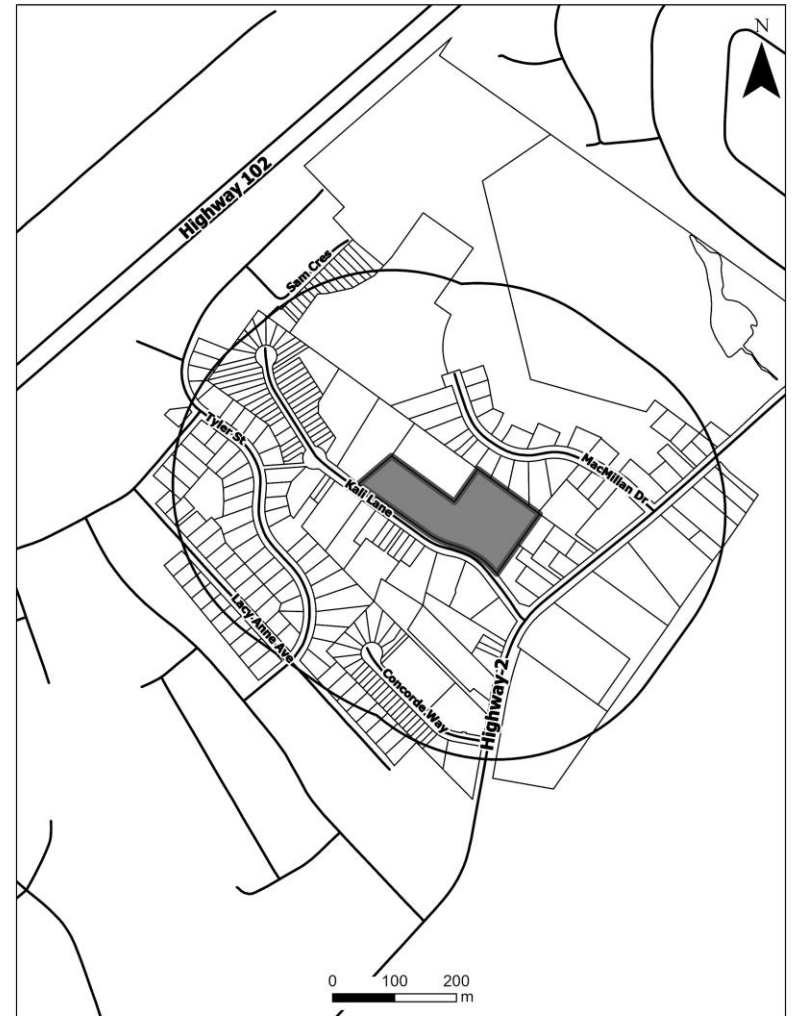 N
Highway 102
Sam Cres
Tyler St
Kali Lane
MacMillan Dr
Lacy Anne Ave
Concorde Way
Highway 2
0 100 200
m